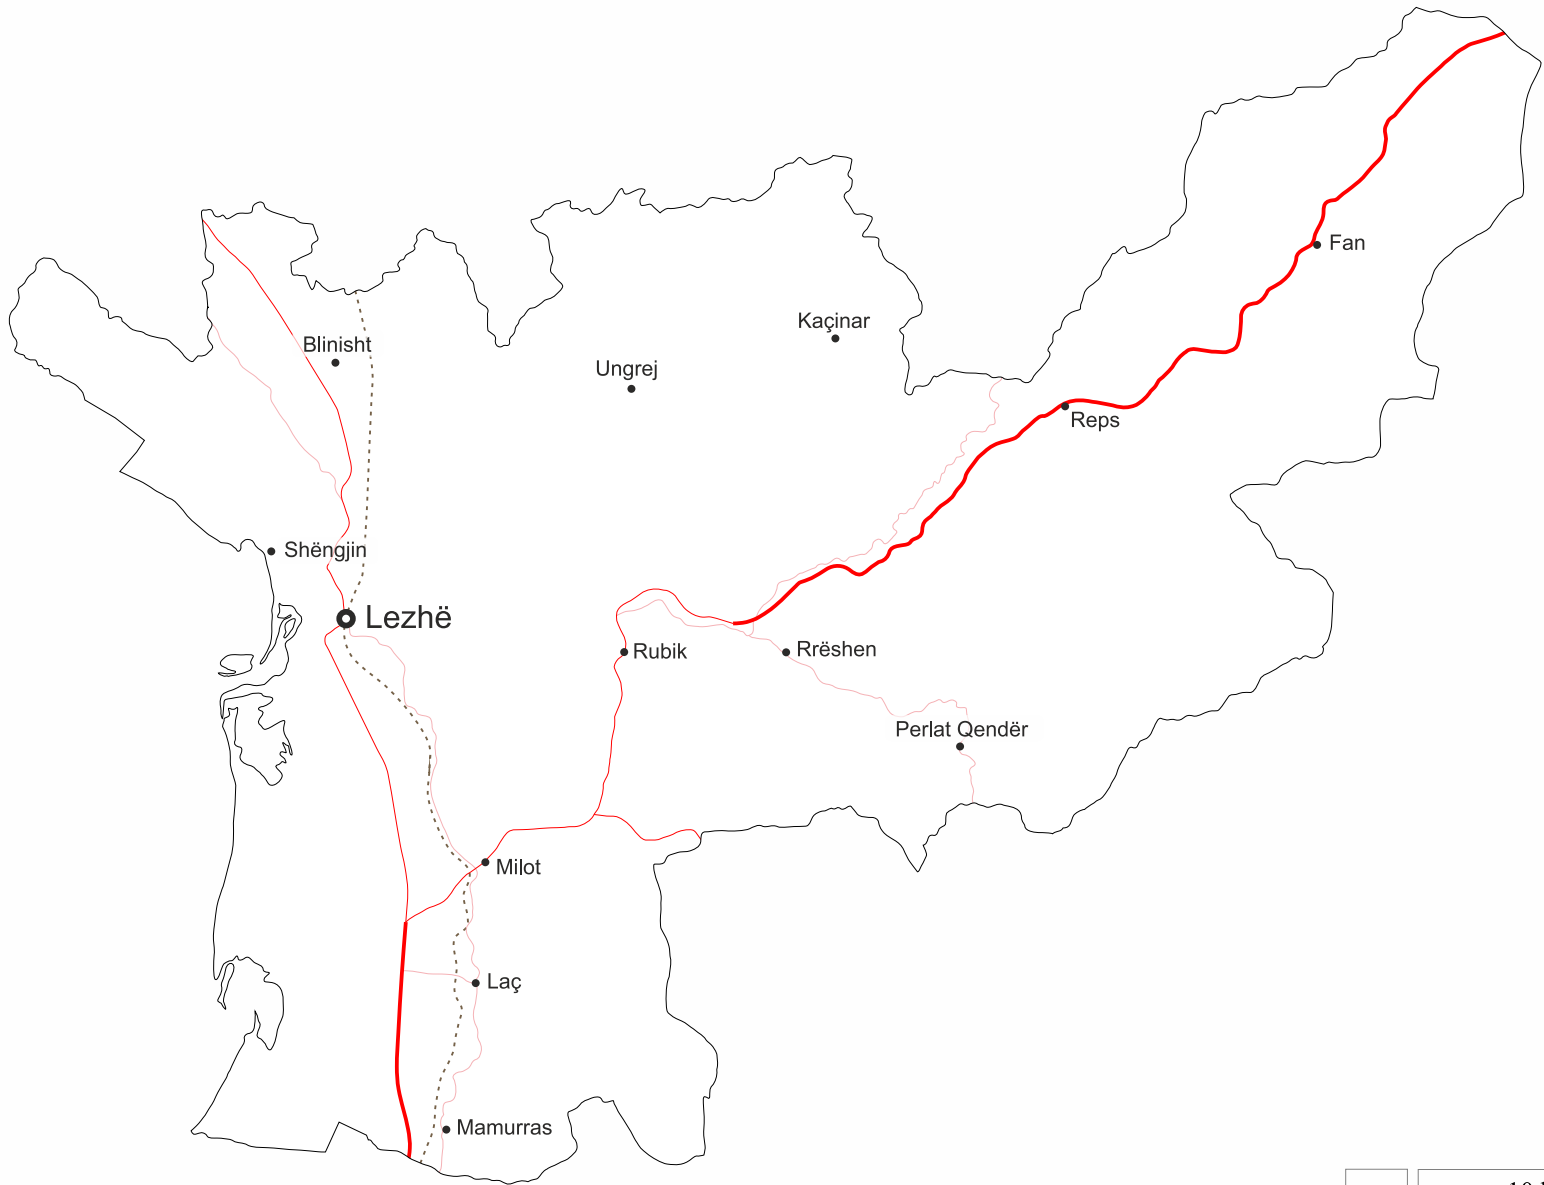 Fan
Kaçinar
Blinisht
Ungrej
Reps
Shëngjin
Lezhë
Rubik
Rrëshen
Perlat Qendër
Milot
Laç
Mamurras